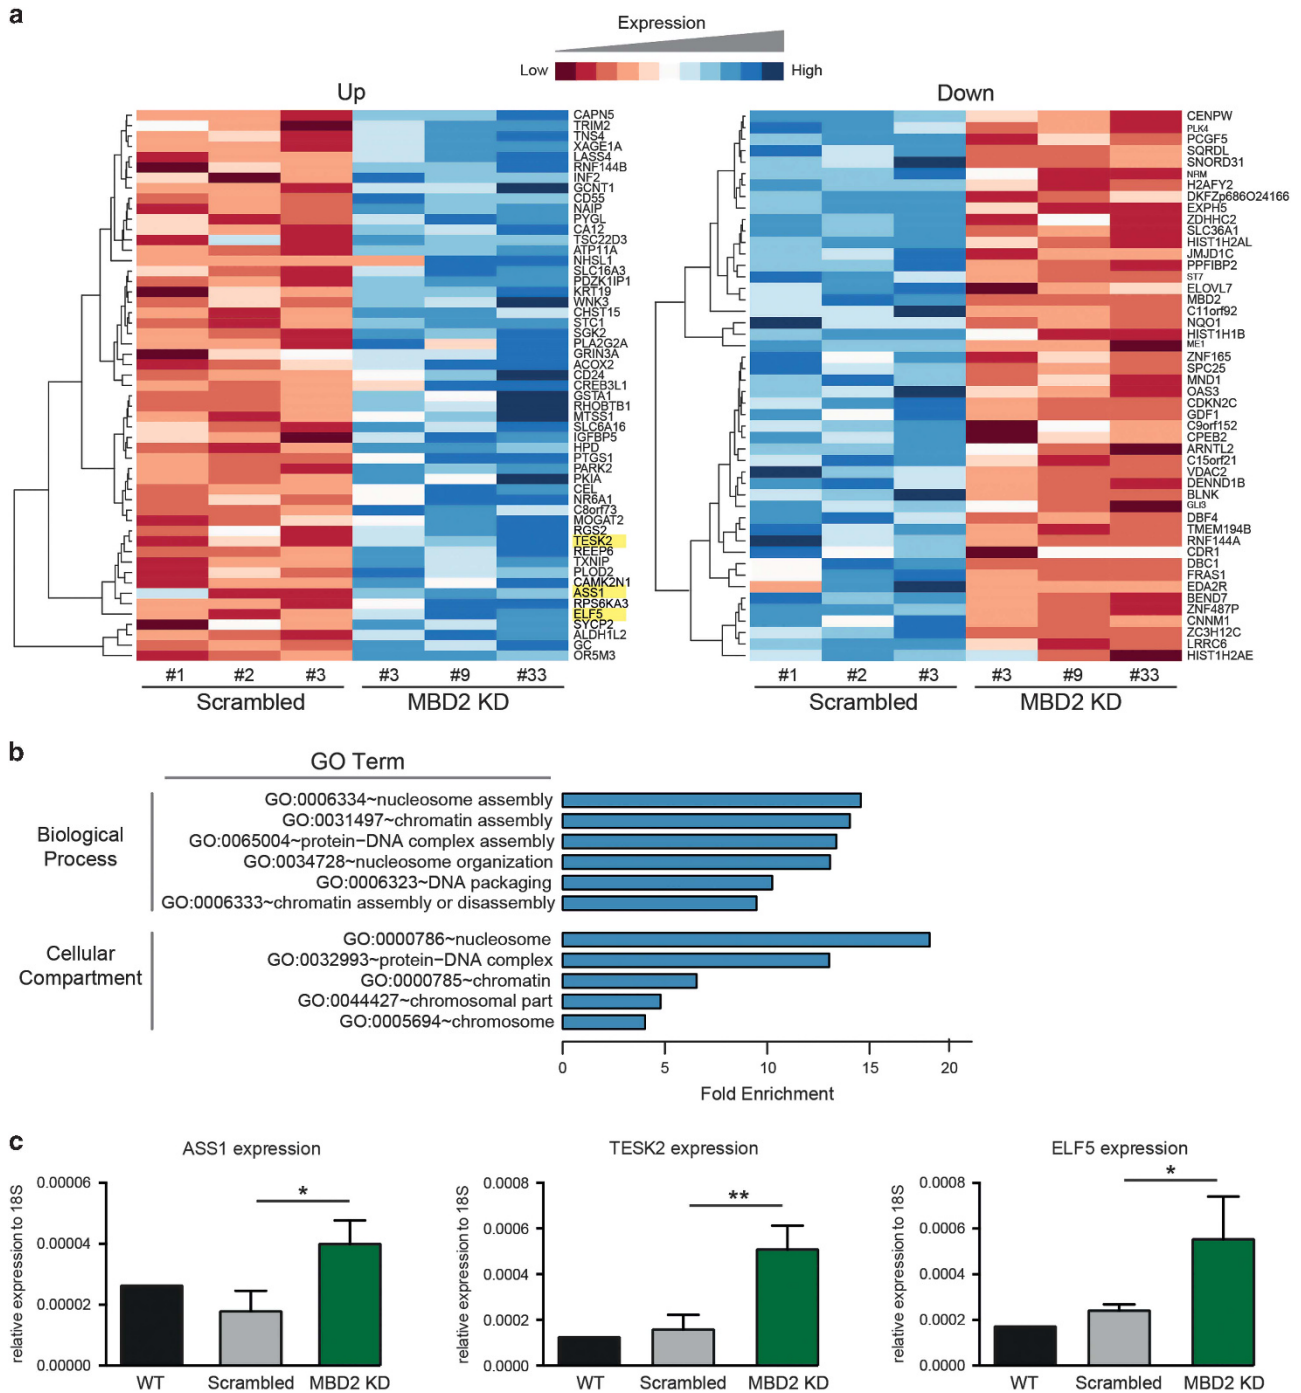 a
Expression
Low
High
Up
CAPN5
TRIM2
TNS4
XAGE1A
LASS4
RNF144B
INF2
GCNT1
CD55
NAIP
PYGL
CA12
TSC22D3
ATP11A
NHSL1
SLC16A3
PDZK1IP1
KRT19
WNK3
CHST15
STC1
SGK2
PLA2G2A
GRIN3A
ACOX2
CD24
CREB3L1
GSTA1
RHOBTB1
MTSS1
SLC6A16
IGFBP5
HPD
PTGS1
PARK2
PKIA
CEL
NR6A1
C8orf73
MOGAT2
RGS2
TESK2
REEP6
TXNIP
PLOD2
CAMK2N1
ASS1
RPS6KA3
ELF5
SYCP2
ALDH1L2
GC
OR5M3
#1 #2 #3 #3 #9 #33
Scrambled MBD2 KD
Down
CENPW
PLK4
PCGF5
SQRDL
SNORD31
NRM
H2AFY2
DKFZp686O24166
EXPH5
ZDHHC2
SLC36A1
HIST1H2AL
JMJD1C
PPFIBP2
ST7
ELOVL7
MBD2
C11orf92
NQO1
HIST1H1B
ME1
ZNF165
SPC25
MND1
OAS3
CDKN2C
GDF1
C9orf152
CPEB2
ARNTL2
C15orf21
VDAC2
DENND1B
BLNK
GLI3
DBF4
TMEM194B
RNF144A
CDR1
DBC1
FRAS1
EDA2R
BEND7
ZNF487P
CNNM1
ZC3H12C
LRRC6
HIST1H2AE
#1 #2 #3 #3 #9 #33
Scrambled MBD2 KD
b
GO Term
Biological
Process
GO:0006334~nucleosome assembly
GO:0031497~chromatin assembly
GO:0065004~protein−DNA complex assembly
GO:0034728~nucleosome organization
GO:0006323~DNA packaging
GO:0006333~chromatin assembly or disassembly
Cellular
Compartment
GO:0000786~nucleosome
GO:0032993~protein−DNA complex
GO:0000785~chromatin
GO:0044427~chromosomal part
GO:0005694~chromosome
0 5 10 15 20
Fold Enrichment
c
ASS1 expression
relative expression to 18S
0.00006
0.00004
0.00002
0.00000
*
WT Scrambled MBD2 KD
TESK2 expression
relative expression to 18S
0.0008
0.0006
0.0004
0.0002
0.0000
**
WT Scrambled MBD2 KD
ELF5 expression
relative expression to 18S
0.0008
0.0006
0.0004
0.0002
0.0000
*
WT Scrambled MBD2 KD